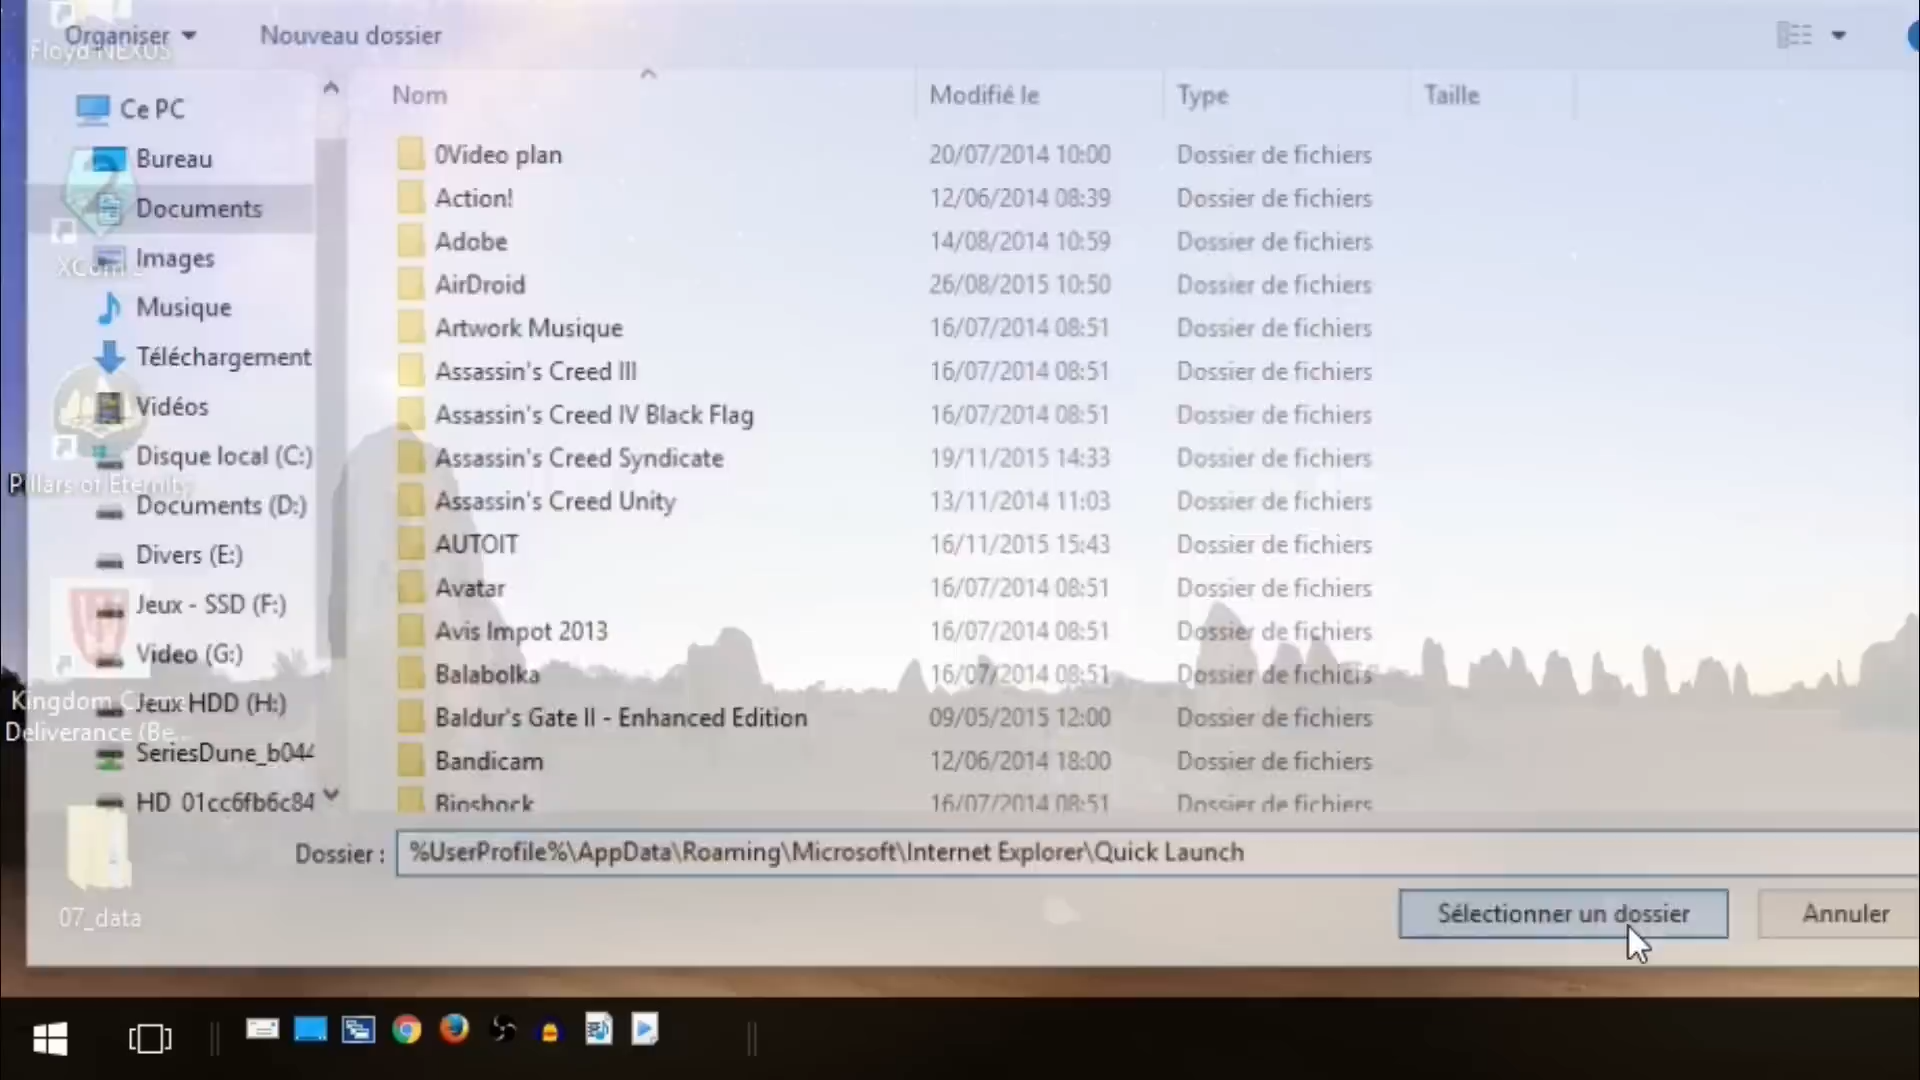 Organiser
Nouveau dossier
Floyd NEXUS
Nom
Modifié le
Type
Taille
Ce PC
Bureau
Documents
Images
Musique
Téléchargement
Vidéos
Disque local (C:)
Documents (D:)
Divers (E:)
Jeux - SSD (F:)
Video (G:)
Jeux HDD (H:)
SeriesDune_b044
HD_01cc6fb6c84
XCom 2
Pillars of Eternity
Kingdom
Deliverance (Be...
07_data
0Video plan 20/07/2014 10:00 Dossier de fichiers
Action! 12/06/2014 08:39 Dossier de fichiers
Adobe 14/08/2014 10:59 Dossier de fichiers
AirDroid 26/08/2015 10:50 Dossier de fichiers
Artwork Musique 16/07/2014 08:51 Dossier de fichiers
Assassin's Creed III 16/07/2014 08:51 Dossier de fichiers
Assassin's Creed IV Black Flag 16/07/2014 08:51 Dossier de fichiers
Assassin's Creed Syndicate 19/11/2015 14:33 Dossier de fichiers
Assassin's Creed Unity 13/11/2014 11:03 Dossier de fichiers
AUTOIT 16/11/2015 15:43 Dossier de fichiers
Avatar 16/07/2014 08:51 Dossier de fichiers
Avis Impot 2013 16/07/2014 08:51 Dossier de fichiers
Balabolka 16/07/2014 08:51 Dossier de fichiers
Baldur's Gate II - Enhanced Edition 09/05/2015 12:00 Dossier de fichiers
Bandicam 12/06/2014 18:00 Dossier de fichiers
Bioshock 16/07/2014 08:51 Dossier de fichiers
Dossier : %UserProfile%\AppData\Roaming\Microsoft\Internet Explorer\Quick Launch
Sélectionner un dossier
Annuler